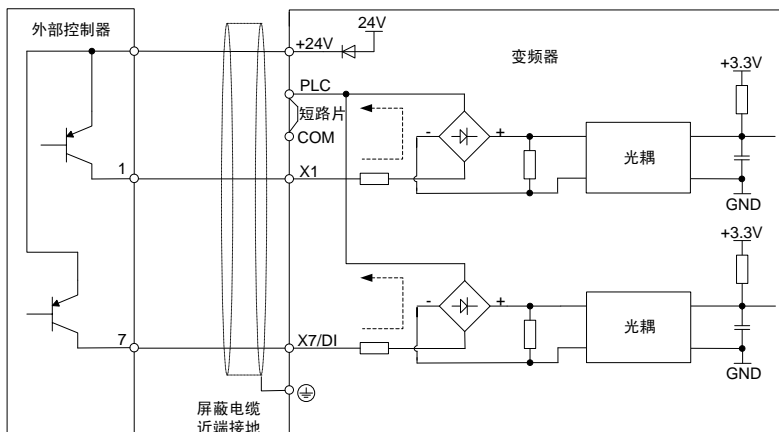 外部控制器
24V
+24V
变频器
+3.3V
PLC
短路片
COM
-
+
光耦
1
X1
GND
+3.3V
-
+
光耦
7
X7/DI
GND
屏蔽电缆
近端接地